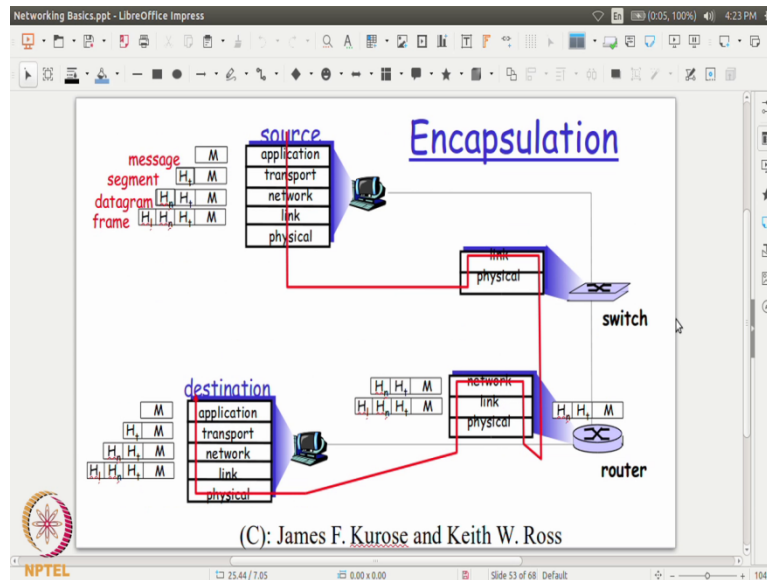 Networking Basics.ppt - LibreOffice Impress
En
(0:05, 100%)
4:23 PM
Encapsulation
source
message M
segment Ht M
datagram Hn Ht M
frame Hl Hn Ht M
application
transport
network
link
physical
link
physical
switch
destination
M
Ht M
Hn Ht M
Hl Hn Ht M
application
transport
network
link
physical
Hn Ht M
Hl Hn Ht M
network
link
physical
Hn Ht M
router
(C): James F. Kurose and Keith W. Ross
NPTEL
25.44 / 7.05
0.00 x 0.00
Slide 53 of 68
Default
104